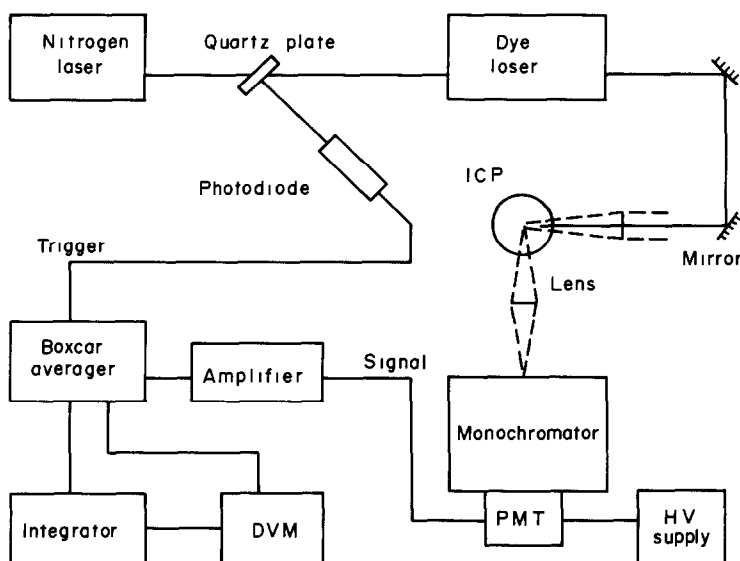 Nitrogen
laser
Quartz plate
Dye
loser
Photodiode
ICP
Trigger
Mirror
Lens
Boxcar
averager
Amplifier
Signal
Monochromator
Integrator
DVM
PMT
HV
supply